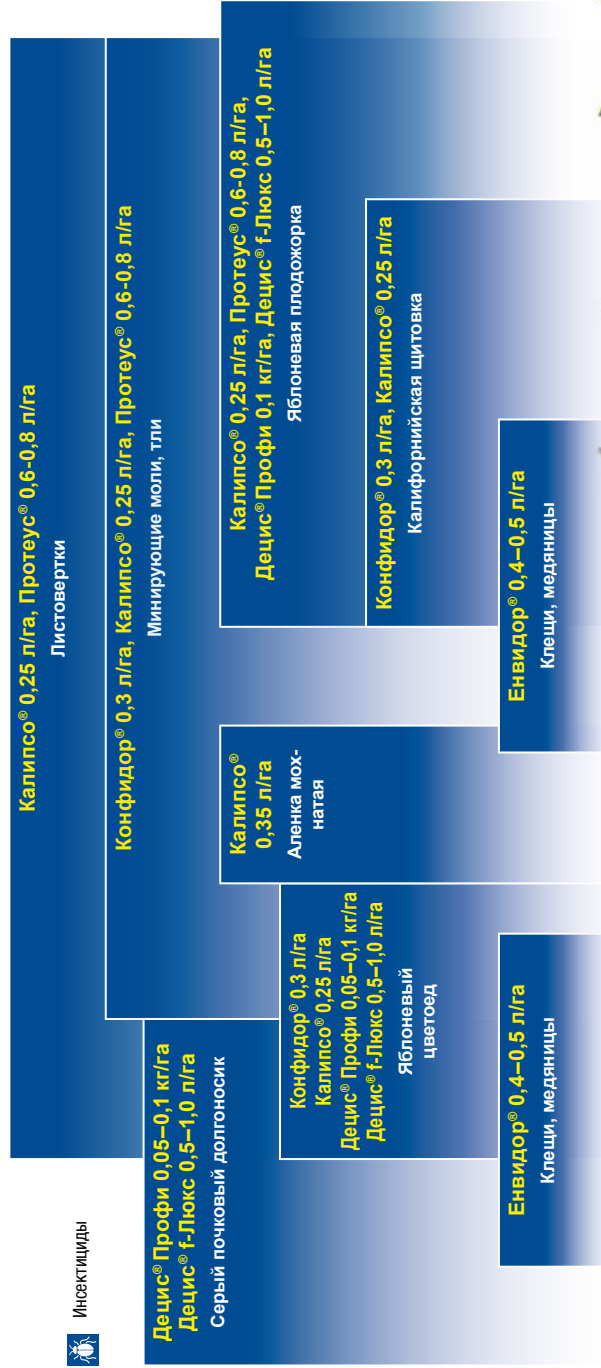 Инсектициды
Калипсо® 0,25 л/га, Протеус® 0,6-0,8 л/га
Листовертки
Конфидор® 0,3 л/га, Калипсо® 0,25 л/га, Протеус® 0,6-0,8 л/га
Минирующие моли, тли
Децис® Профи 0,05–0,1 кг/га
Децис® f-Люкс 0,5–1,0 л/га
Серый почковый долгоносик
Калипсо®
0,35 л/га
Аленка мох-
натая
Калипсо® 0,25 л/га, Протеус® 0,6-0,8 л/га,
Децис® Профи 0,1 кг/га, Децис® f-Люкс 0,5–1,0 л/га
Яблоневая плодожорка
Конфидор® 0,3 л/га
Калипсо® 0,25 л/га
Децис® Профи 0,05–0,1 кг/га
Децис® f-Люкс 0,5–1,0 л/га
Яблоневый
цветоед
Конфидор® 0,3 л/га, Калипсо® 0,25 л/га
Калифорнийская щитовка
Енвидор® 0,4–0,5 л/га
Клещи, медяницы
Енвидор® 0,4–0,5 л/га
Клещи, медяницы